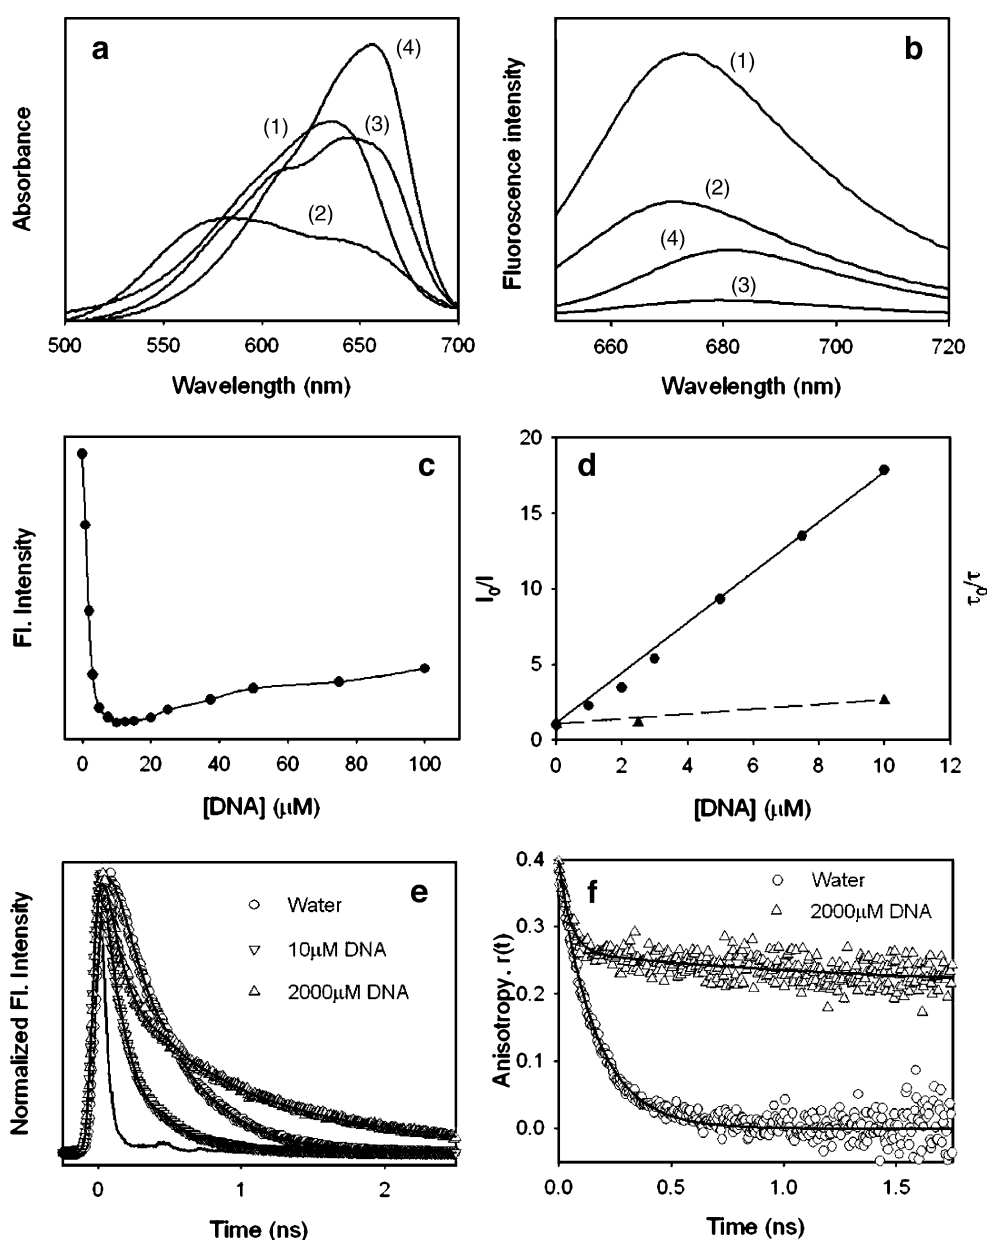 a
(4)
(1)
(3)
(2)
Absorbance
500 550 600 650 700
Wavelength (nm)
b
(1)
(2)
(4)
(3)
Fluoroscence intensity
660 680 700 720
Wavelength (nm)
c
Fl. Intensity
0 20 40 60 80 100
[DNA] (μM)
d
20
15
10
5
0
I0/I
τ0/τ
0 2 4 6 8 10 12
[DNA] (μM)
e
Water
10μM DNA
2000μM DNA
Normalized Fl. Intensity
0 1 2
Time (ns)
f
Water
2000μM DNA
0.4
0.3
0.2
0.1
0.0
Anisotropy. r(t)
0.0 0.5 1.0 1.5
Time (ns)